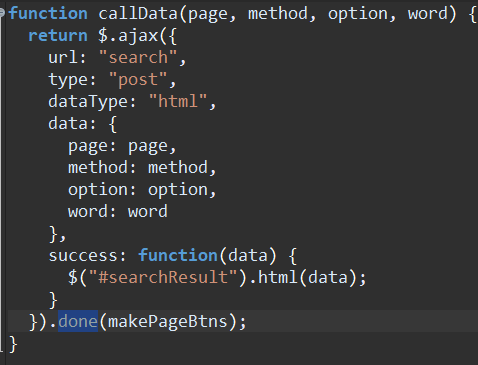 function callData(page, method, option, word) {
  return $.ajax({
    url: "search",
    type: "post",
    dataType: "html",
    data: {
      page: page,
      method: method,
      option: option,
      word: word
    },
    success: function(data) {
      $("#searchResult").html(data);
    }
  }).done(makePageBtns);
}